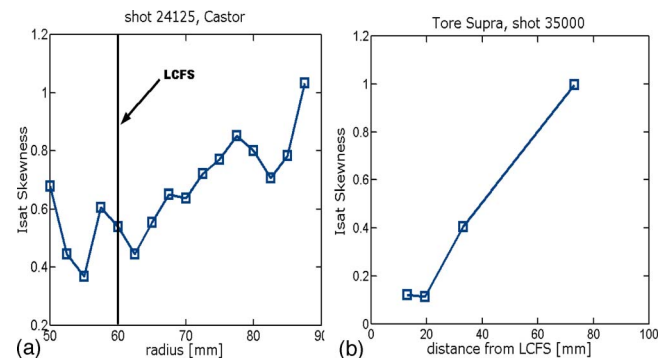 shot 24125, Castor
1.2
1
0.8
0.6
0.4
0.2
50 60 70 80 90
Isat Skewness
radius [mm]
LCFS
(a)
Tore Supra, shot 35000
1.2
1
0.8
0.6
0.4
0.2
0
0 20 40 60 80 100
Isat Skewness
distance from LCFS [mm]
(b)